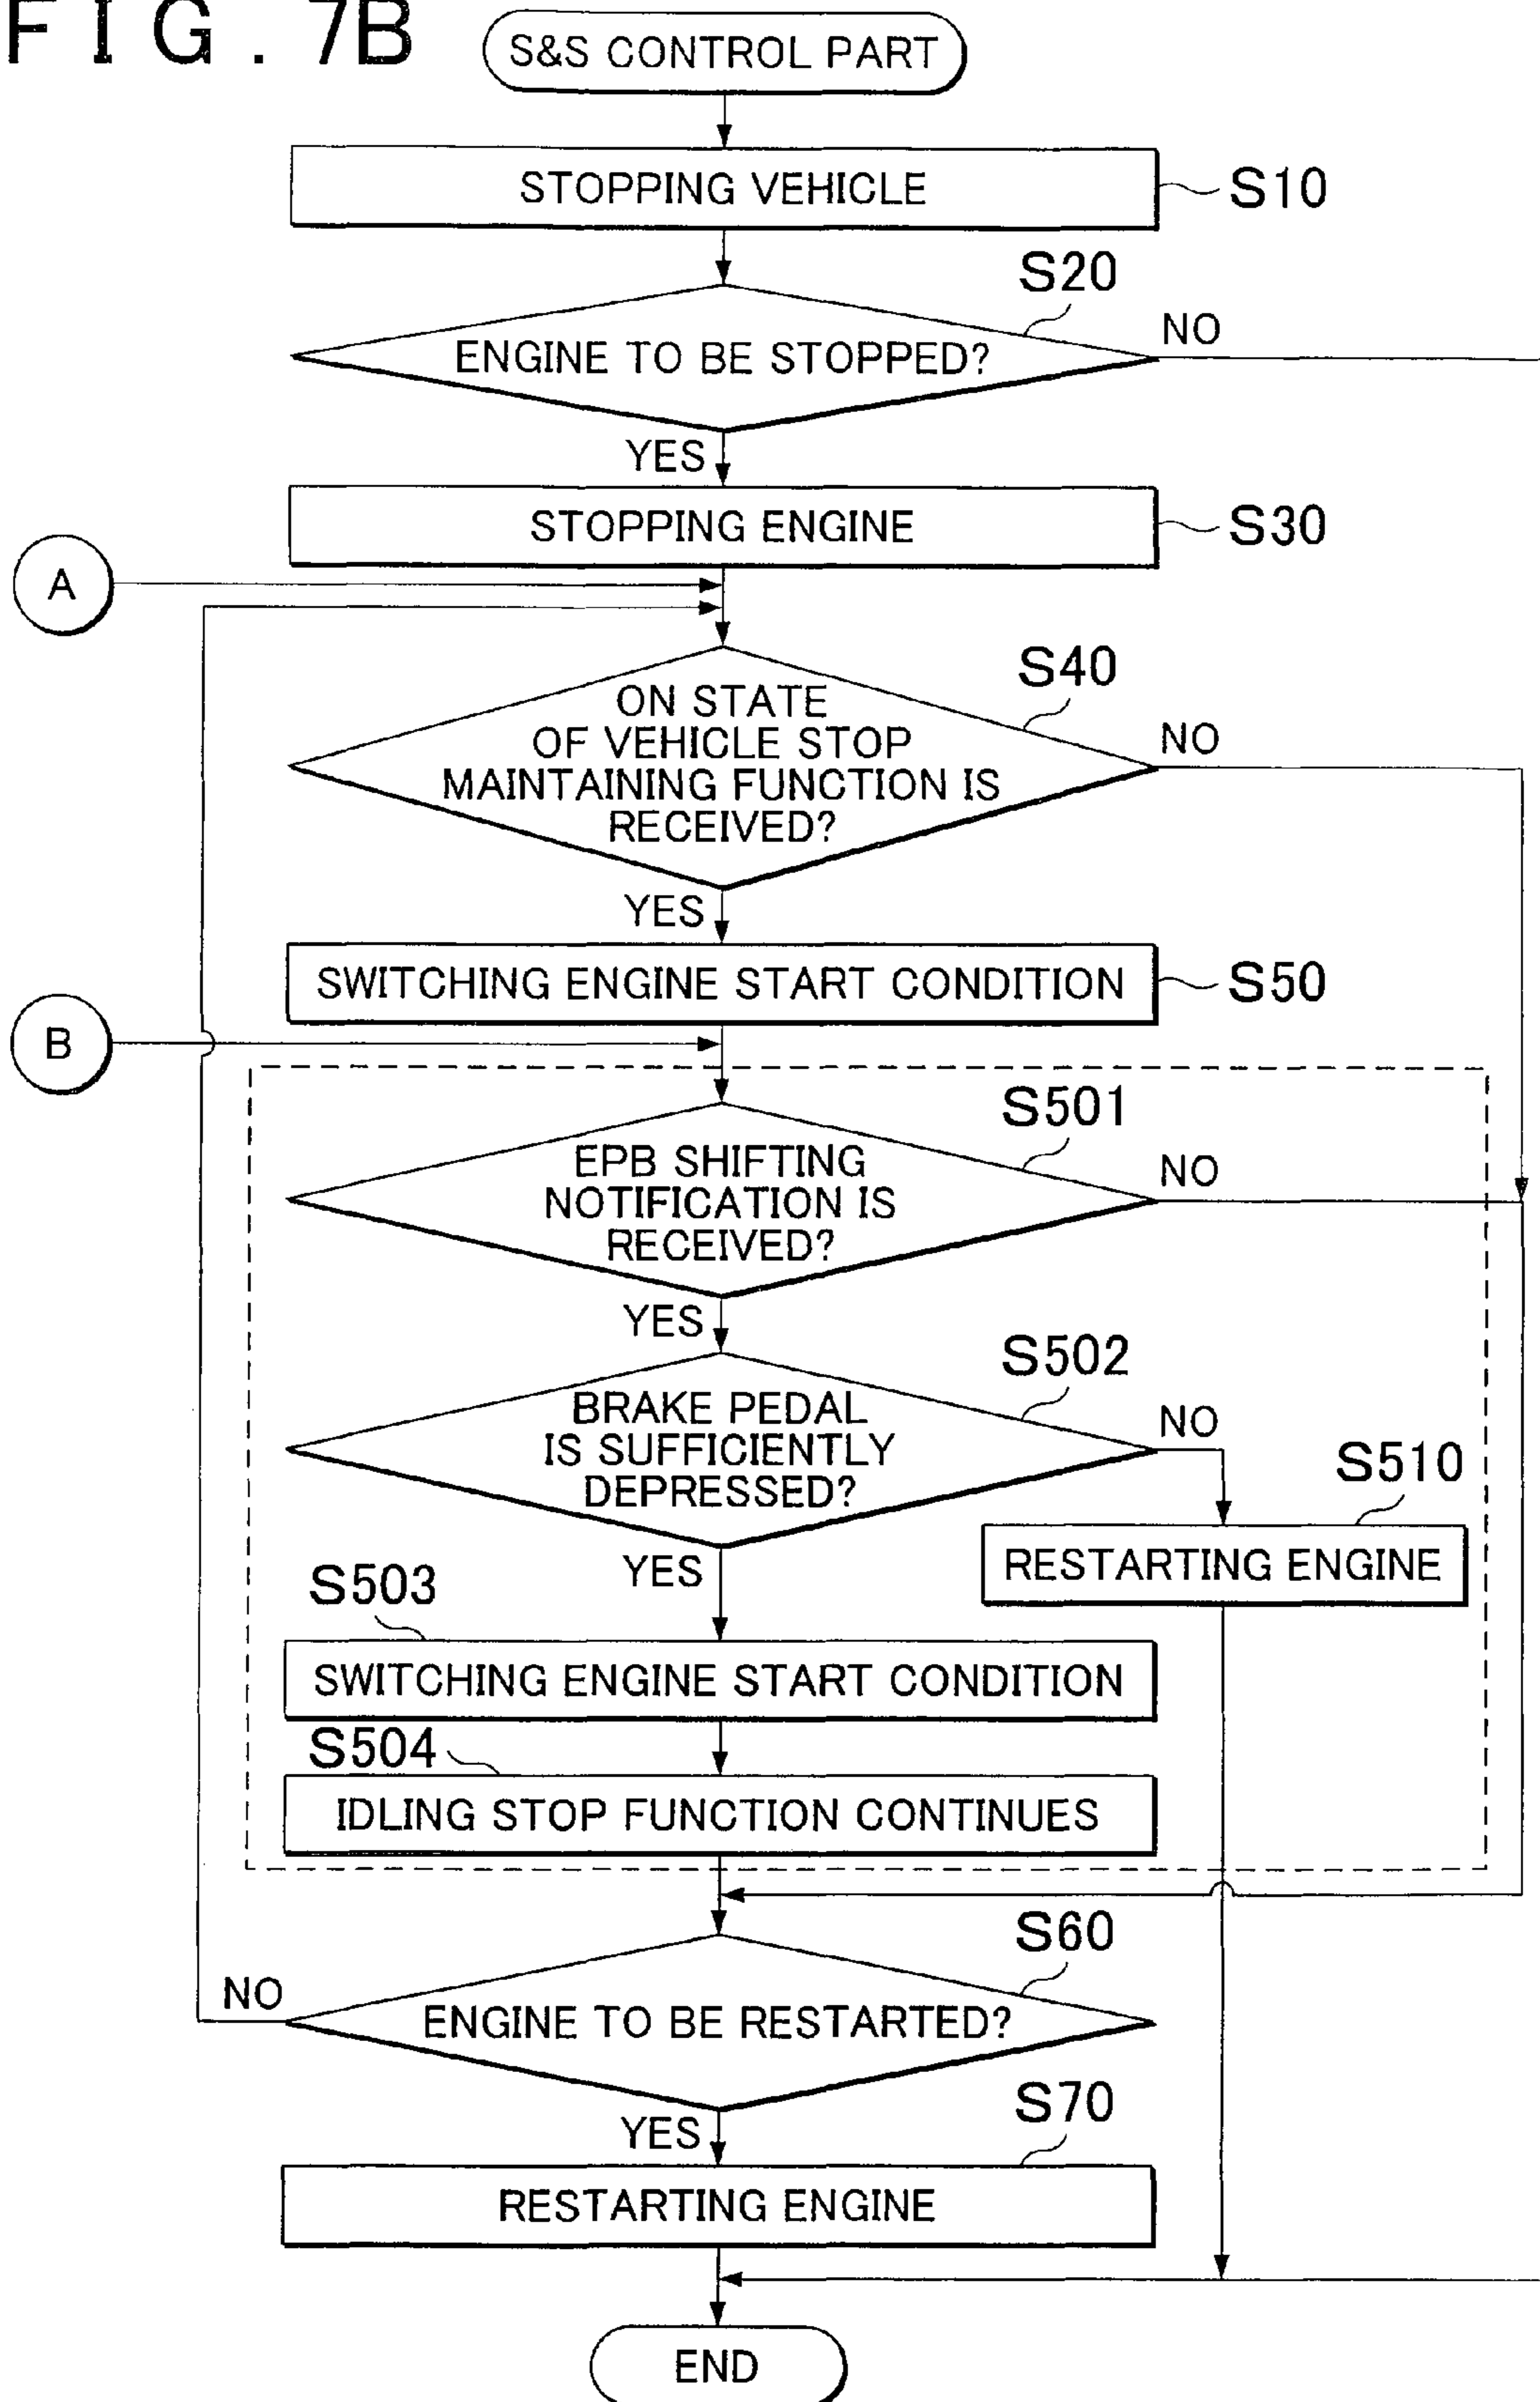 FIG. 7B
S&S CONTROL PART
STOPPING VEHICLE
S10
S20
ENGINE TO BE STOPPED?
NO
YES
STOPPING ENGINE
S30
A
S40
ON STATE
OF VEHICLE STOP
MAINTAINING FUNCTION IS
RECEIVED?
NO
YES
SWITCHING ENGINE START CONDITION
S50
B
S501
EPB SHIFTING
NOTIFICATION IS
RECEIVED?
NO
YES
S502
BRAKE PEDAL
IS SUFFICIENTLY
DEPRESSED?
NO
S510
RESTARTING ENGINE
YES
S503
SWITCHING ENGINE START CONDITION
S504
IDLING STOP FUNCTION CONTINUES
S60
NO
ENGINE TO BE RESTARTED?
YES
S70
RESTARTING ENGINE
END